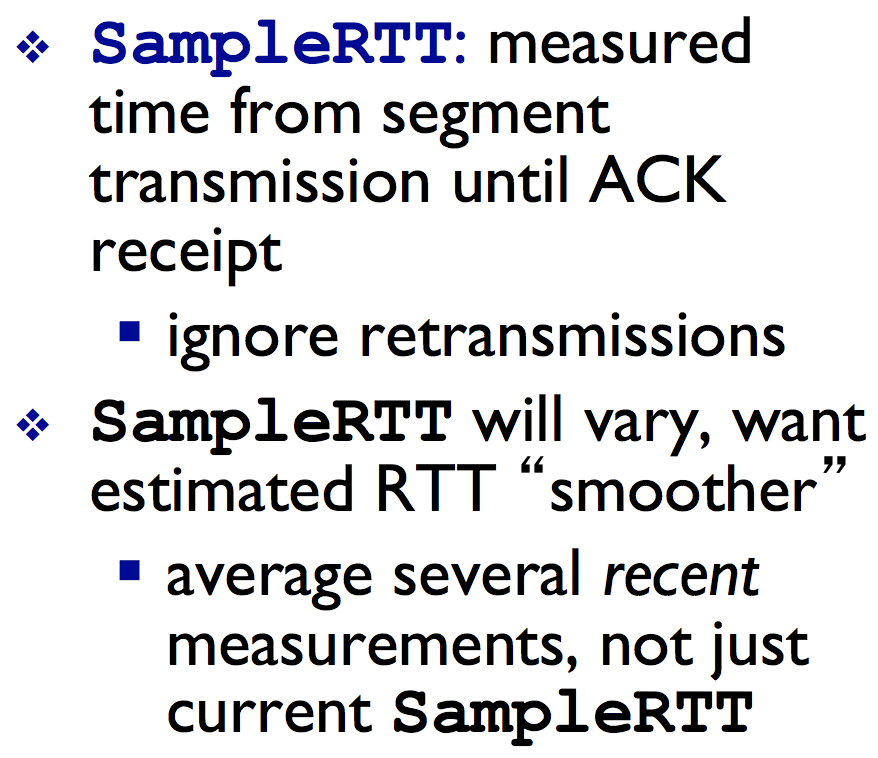 ❖ SampleRTT: measured
time from segment
transmission until ACK
receipt
▪ ignore retransmissions
❖ SampleRTT will vary, want
estimated RTT “smoother”
▪ average several recent
measurements, not just
current SampleRTT